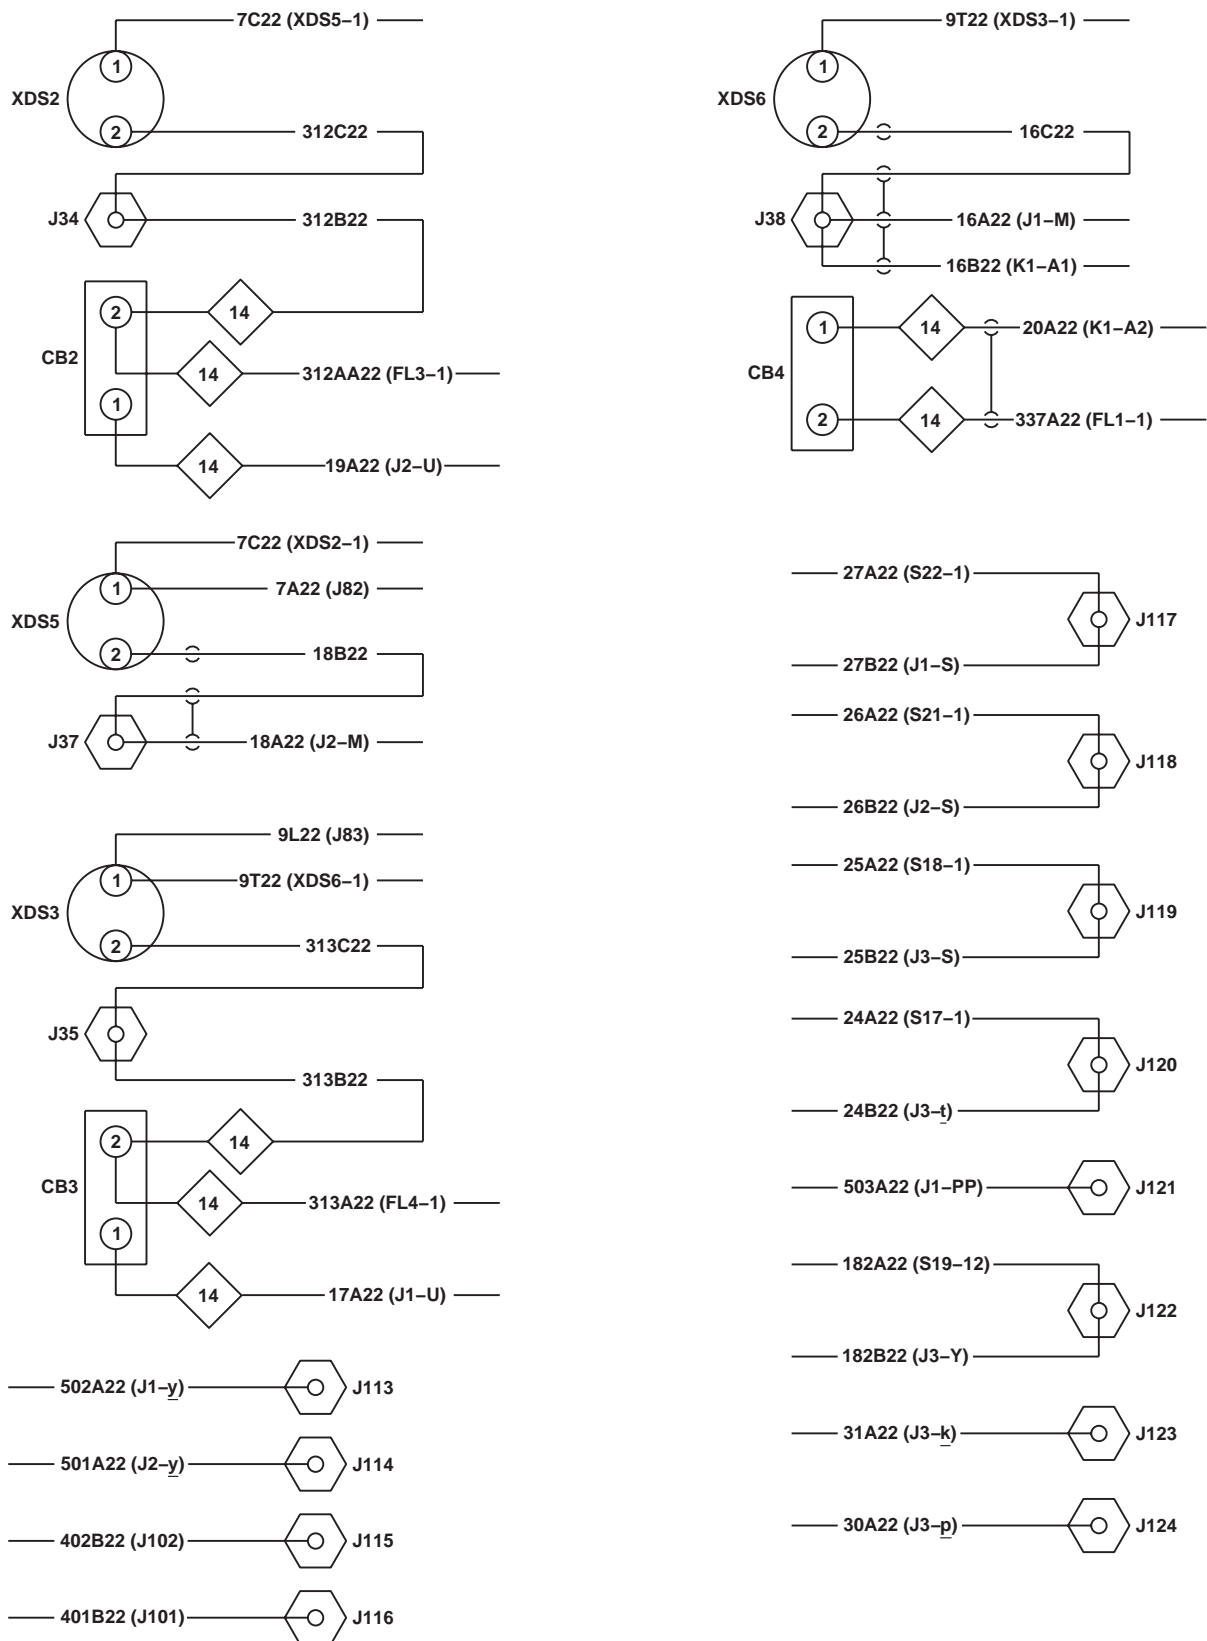 7C22 (XDS5–1)
1
XDS2
2
312C22
J34
312B22
2
14
CB2
14
312AA22 (FL3–1)
1
14
19A22 (J2–U)
7C22 (XDS2–1)
1
7A22 (J82)
XDS5
2
18B22
J37
18A22 (J2–M)
9L22 (J83)
1
9T22 (XDS6–1)
XDS3
2
313C22
J35
313B22
2
14
CB3
14
313A22 (FL4–1)
1
14
17A22 (J1–U)
502A22 (J1–y)
J113
501A22 (J2–y)
J114
402B22 (J102)
J115
401B22 (J101)
J116
9T22 (XDS3–1)
1
XDS6
2
16C22
J38
16A22 (J1–M)
16B22 (K1–A1)
1
14
20A22 (K1–A2)
CB4
2
14
337A22 (FL1–1)
27A22 (S22–1)
J117
27B22 (J1–S)
26A22 (S21–1)
J118
26B22 (J2–S)
25A22 (S18–1)
J119
25B22 (J3–S)
24A22 (S17–1)
J120
24B22 (J3–t)
503A22 (J1–PP)
J121
182A22 (S19–12)
J122
182B22 (J3–Y)
31A22 (J3–k)
J123
30A22 (J3–p)
J124